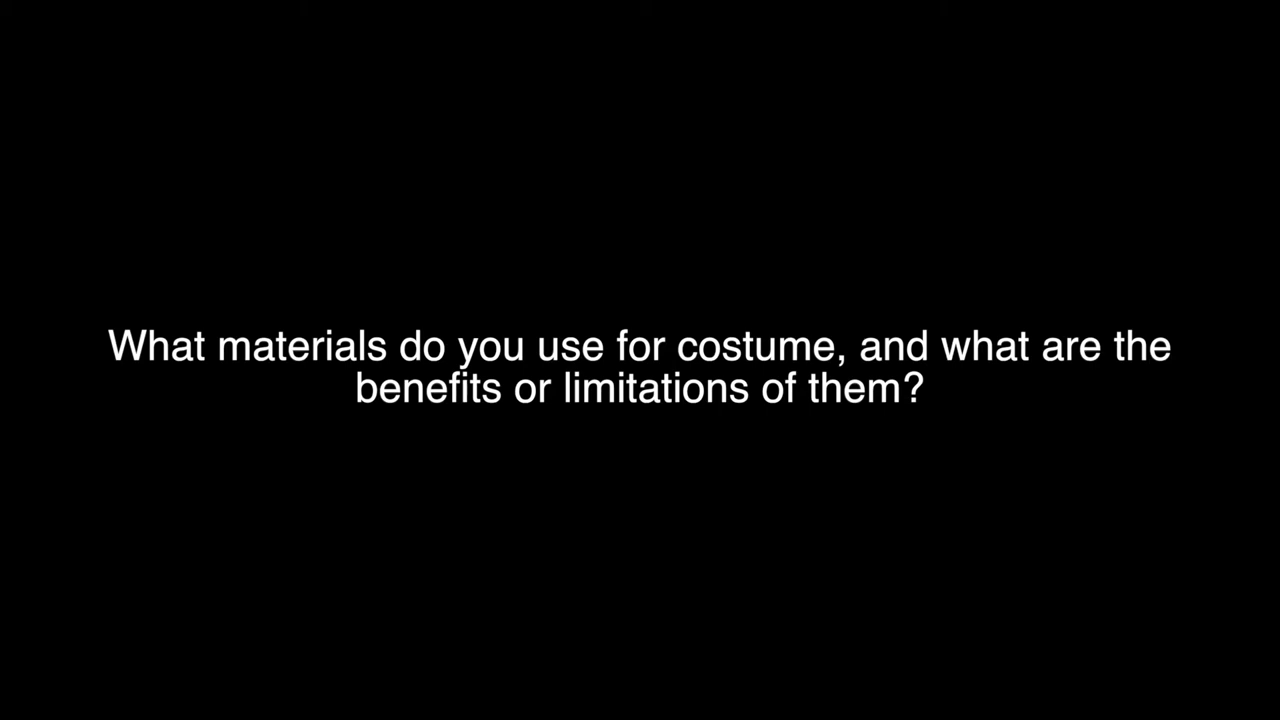 What materials do you use for costume, and what are the
benefits or limitations of them?